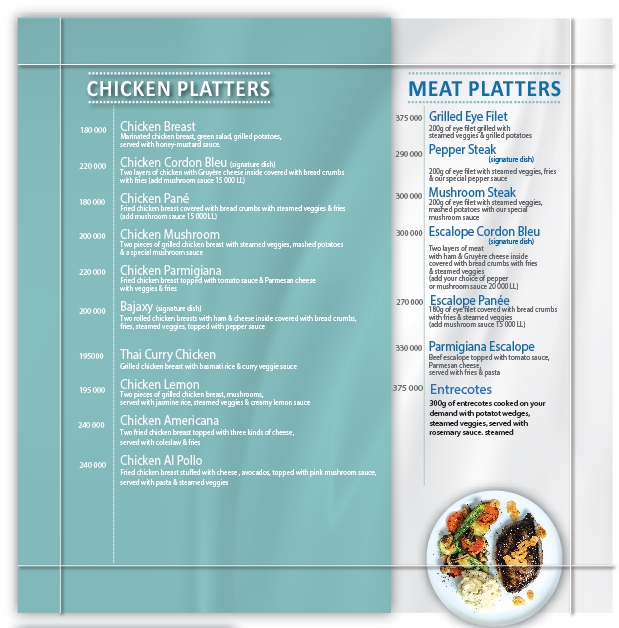 CHICKEN PLATTERS
180 000 Chicken Breast
Marinated chicken breast, green salad, grilled potatoes,
served with honey-mustard sauce.
220 000 Chicken Cordon Bleu (signature dish)
Two layers of chicken with Gruyère cheese inside covered with bread crumbs
with fries (add mushroom sauce 15 000 LL)
180 000 Chicken Pané
Fried chicken breast covered with bread crumbs with steamed veggies & fries
(add mushroom sauce 15 000 LL)
200 000 Chicken Mushroom
Two pieces of grilled chicken breast with steamed veggies, mashed potatoes
& a special mushroom sauce
220 000 Chicken Parmigiana
Fried chicken breast topped with tomato sauce & Parmesan cheese
with veggies & fries
200 000 Bajaxy (signature dish)
Two rolled chicken breasts with ham & cheese inside covered with bread crumbs,
fries, steamed veggies, topped with pepper sauce
195000 Thai Curry Chicken
Grilled chicken breast with basmati rice & curry veggie sauce
195 000 Chicken Lemon
Two pieces of grilled chicken breast, mushrooms,
served with jasmine rice, steamed veggies & creamy lemon sauce
240 000 Chicken Americana
Two fried chicken breast topped with three kinds of cheese,
served with coleslaw & fries
240 000 Chicken Al Pollo
Fried chicken breast stuffed with cheese , avocados, topped with pink mushroom sauce,
served with pasta & steamed veggies
MEAT PLATTERS
375 000 Grilled Eye Filet
200g of eye filet grilled with
steamed veggies & grilled potatoes
290 000 Pepper Steak
(signature dish)
200g of eye filet with steamed veggies, fries
& our special pepper sauce
300 000 Mushroom Steak
200g of eye filet with steamed veggies,
mashed potatoes with our special
mushroom sauce
300 000 Escalope Cordon Bleu
(signature dish)
Two layers of meat
with ham & Gruyère cheese inside
covered with bread crumbs with fries
& steamed veggies
(add your choice of pepper
or mushroom sauce 20 000 LL)
270 000 Escalope Panée
180g of eye filet covered with bread crumbs
with fries & steamed veggies
(add mushroom sauce 15 000 LL)
330 000 Parmigiana Escalope
Beef escalope topped with tomato sauce,
Parmesan cheese,
served with fries & pasta
375 000 Entrecotes
300g of entrecotes cooked on your
demand with potatot wedges,
steamed veggies, served with
rosemary sauce. steamed